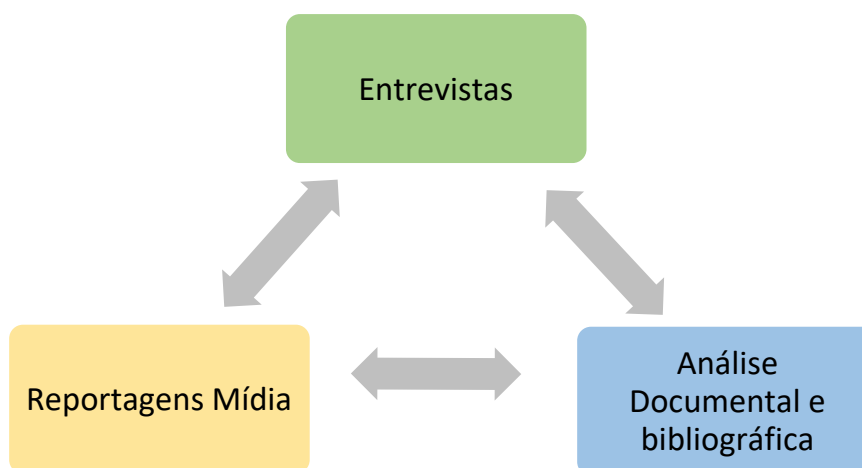 Entrevistas
Reportagens Mídia
Análise
Documental e
bibliográfica